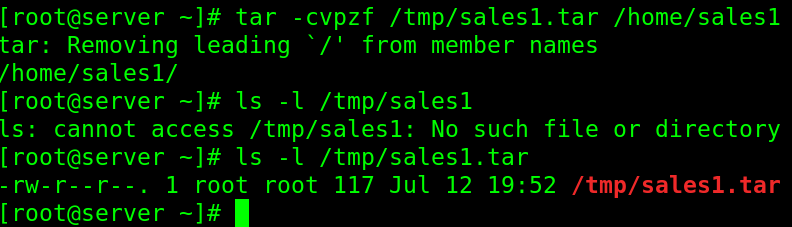 [root@server ~]# tar -cvpzf /tmp/sales1.tar /home/sales1
tar: Removing leading `/' from member names
/home/sales1/
[root@server ~]# ls -l /tmp/sales1
ls: cannot access /tmp/sales1: No such file or directory
[root@server ~]# ls -l /tmp/sales1.tar
-rw-r--r--. 1 root root 117 Jul 12 19:52 /tmp/sales1.tar
[root@server ~]#